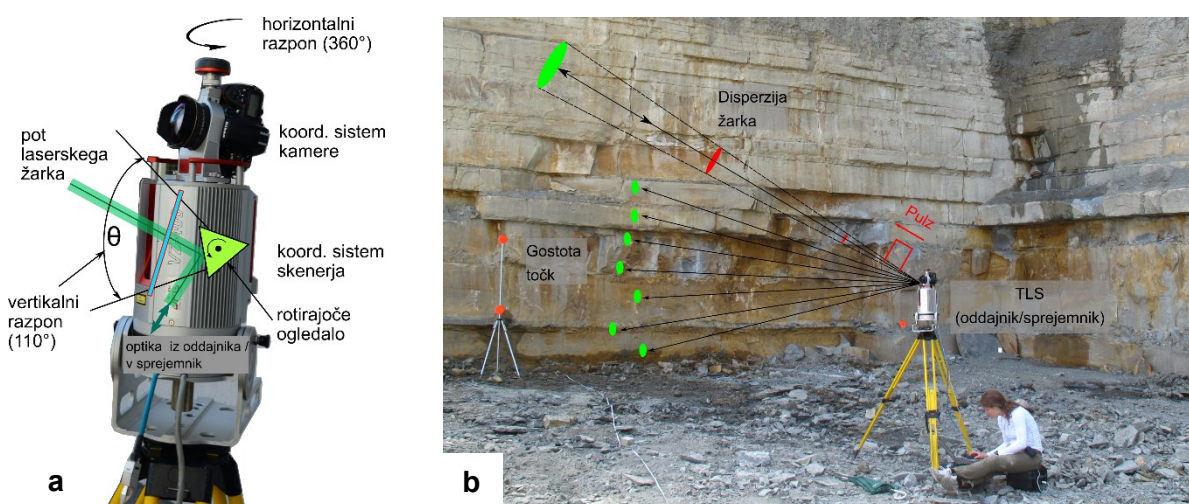 horizontalni
razpon (360°)
pot
laserskega
žarka
koord. sistem
kamere
θ
koord. sistem
skenerja
vertikalni
razpon
(110°)
rotirajoče
ogledalo
optika iz oddajnika /
v sprejemnik
a
Disperzija
žarka
Pulz
Gostota
točk
TLS
(oddajnik/sprejemnik)
b